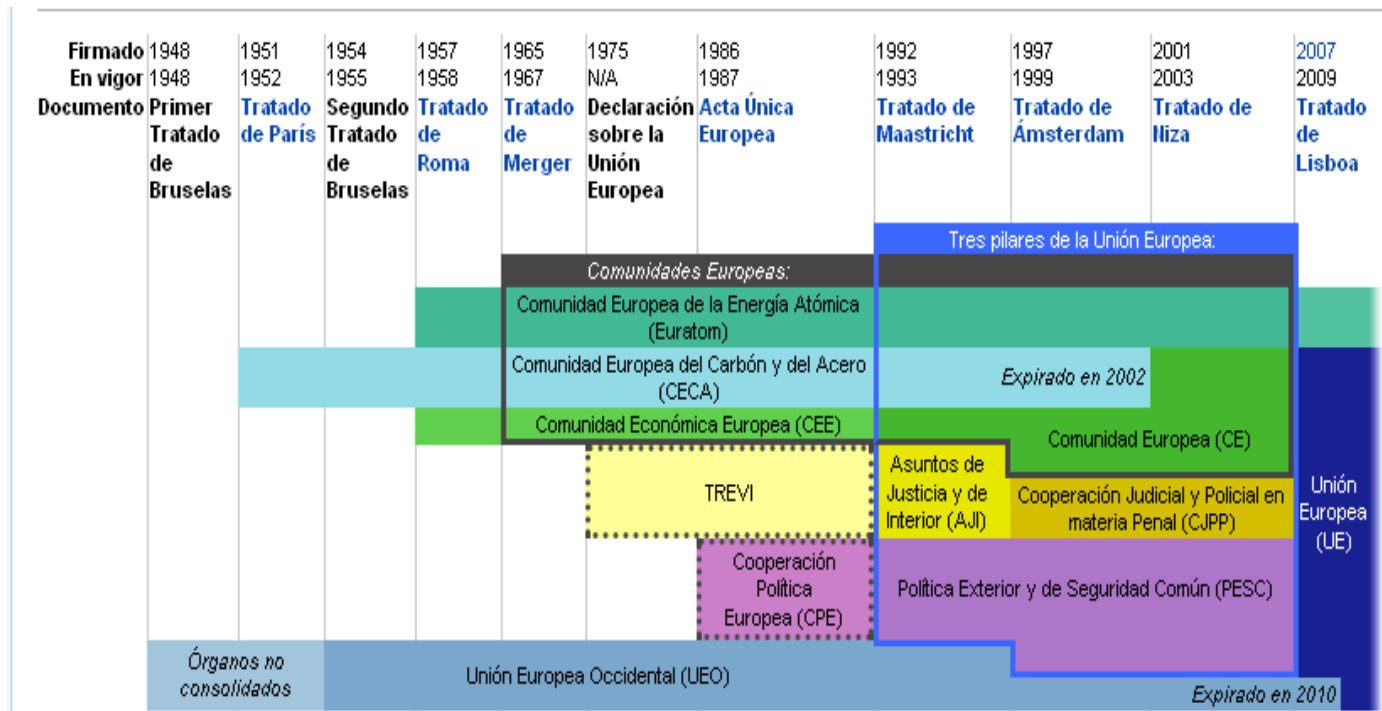 Firmado 1948 1951 1954 1957 1965 1975 1986 1992 1997 2001 2007
En vigor 1948 1952 1955 1958 1967 N/A 1987 1993 1999 2003 2009
Documento Primer Tratado Segundo Tratado Tratado Declaración Acta Única Tratado de Tratado de Tratado de Tratado
Tratado de París Tratado de de sobre la Europea Maastricht Ámsterdam Niza de
de de Roma Merger Unión Lisboa
Bruselas Bruselas Europea
Tres pilares de la Unión Europea:
Comunidades Europeas:
Comunidad Europea de la Energía Atómica
(Euratom)
Comunidad Europea del Carbón y del Acero
(CECA)
Expirado en 2002
Comunidad Económica Europea (CEE)
Comunidad Europea (CE)
TREVI
Asuntos de
Justicia y de
Interior (AJI)
Cooperación Judicial y Policial en
materia Penal (CJPP)
Unión
Europea
(UE)
Cooperación
Política
Europea (CPE)
Política Exterior y de Seguridad Común (PESC)
Órganos no
consolidados
Unión Europea Occidental (UEO)
Expirado en 2010